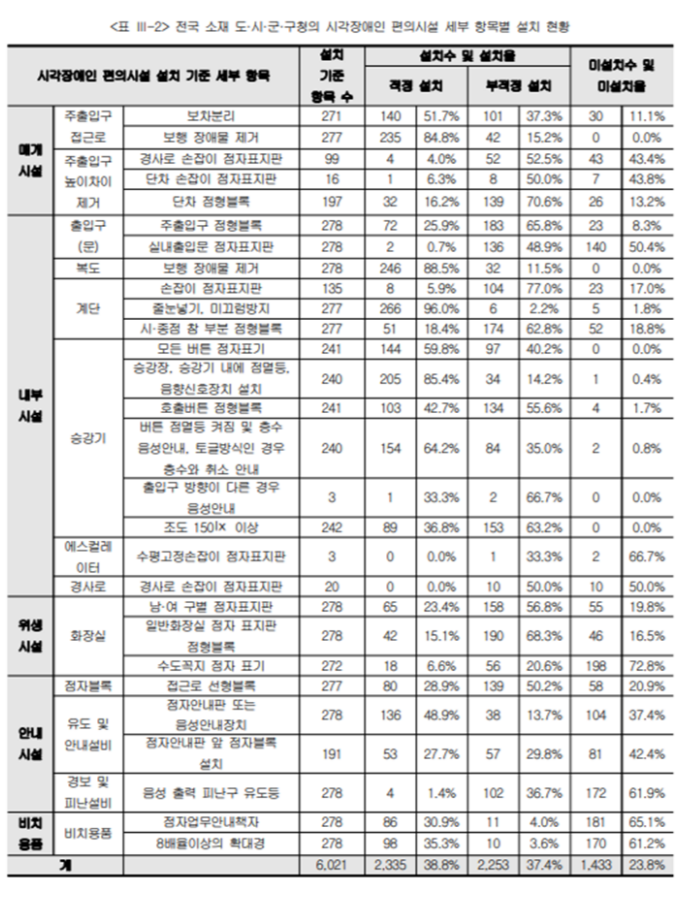 <표 Ⅲ-2> 전국 소재 도·시·군·구청의 시각장애인 편의시설 세부 항목별 설치 현황
시각장애인 편의시설 설치 기준 세부 항목 설치 기준 항목 수 설치수 및 설치율 미설치수 및 미설치율
적정 설치 부적정 설치
매개 시설 주출입구 접근로 보차분리 271 140 51.7% 101 37.3% 30 11.1%
보행 장애물 제거 277 235 84.8% 42 15.2% 0 0.0%
주출입구 높이차이 제거 경사로 손잡이 점자표지판 99 4 4.0% 52 52.5% 43 43.4%
단차 손잡이 점자표지판 16 1 6.3% 8 50.0% 7 43.8%
단차 점형블록 197 32 16.2% 139 70.6% 26 13.2%
내부 시설 출입구 (문) 주출입구 점형블록 278 72 25.9% 183 65.8% 23 8.3%
실내출입문 점자표지판 278 2 0.7% 136 48.9% 140 50.4%
복도 보행 장애물 제거 278 246 88.5% 32 11.5% 0 0.0%
계단 손잡이 점자표지판 135 8 5.9% 104 77.0% 23 17.0%
줄눈넣기, 미끄럼방지 277 266 96.0% 6 2.2% 5 1.8%
시·종점 참 부분 점형블록 277 51 18.4% 174 62.8% 52 18.8%
승강기 모든 버튼 점자표기 241 144 59.8% 97 40.2% 0 0.0%
승강장, 승강기 내에 점멸등, 음향신호장치 설치 240 205 85.4% 34 14.2% 1 0.4%
호출버튼 점형블록 241 103 42.7% 134 55.6% 4 1.7%
버튼 점멸등 켜짐 및 층수 음성안내, 토글방식인 경우 층수와 취소 안내 240 154 64.2% 84 35.0% 2 0.8%
출입구 방향이 다른 경우 음성안내 3 1 33.3% 2 66.7% 0 0.0%
조도 150lx 이상 242 89 36.8% 153 63.2% 0 0.0%
에스컬레이터 수평고정손잡이 점자표지판 3 0 0.0% 1 33.3% 2 66.7%
경사로 경사로 손잡이 점자표지판 20 0 0.0% 10 50.0% 10 50.0%
위생 시설 화장실 남·여 구별 점자표지판 278 65 23.4% 158 56.8% 55 19.8%
일반화장실 점자 표지판 점형블록 278 42 15.1% 190 68.3% 46 16.5%
수도꼭지 점자 표기 272 18 6.6% 56 20.6% 198 72.8%
안내 시설 점자블록 접근로 선형블록 277 80 28.9% 139 50.2% 58 20.9%
유도 및 안내설비 점자안내판 또는 음성안내장치 278 136 48.9% 38 13.7% 104 37.4%
점자안내판 앞 점자블록 설치 191 53 27.7% 57 29.8% 81 42.4%
경보 및 피난설비 음성 출력 피난구 유도등 278 4 1.4% 102 36.7% 172 61.9%
비치 용품 비치용품 점자업무안내책자 278 86 30.9% 11 4.0% 181 65.1%
8배율이상의 확대경 278 98 35.3% 10 3.6% 170 61.2%
계 6,021 2,335 38.8% 2,253 37.4% 1,433 23.8%